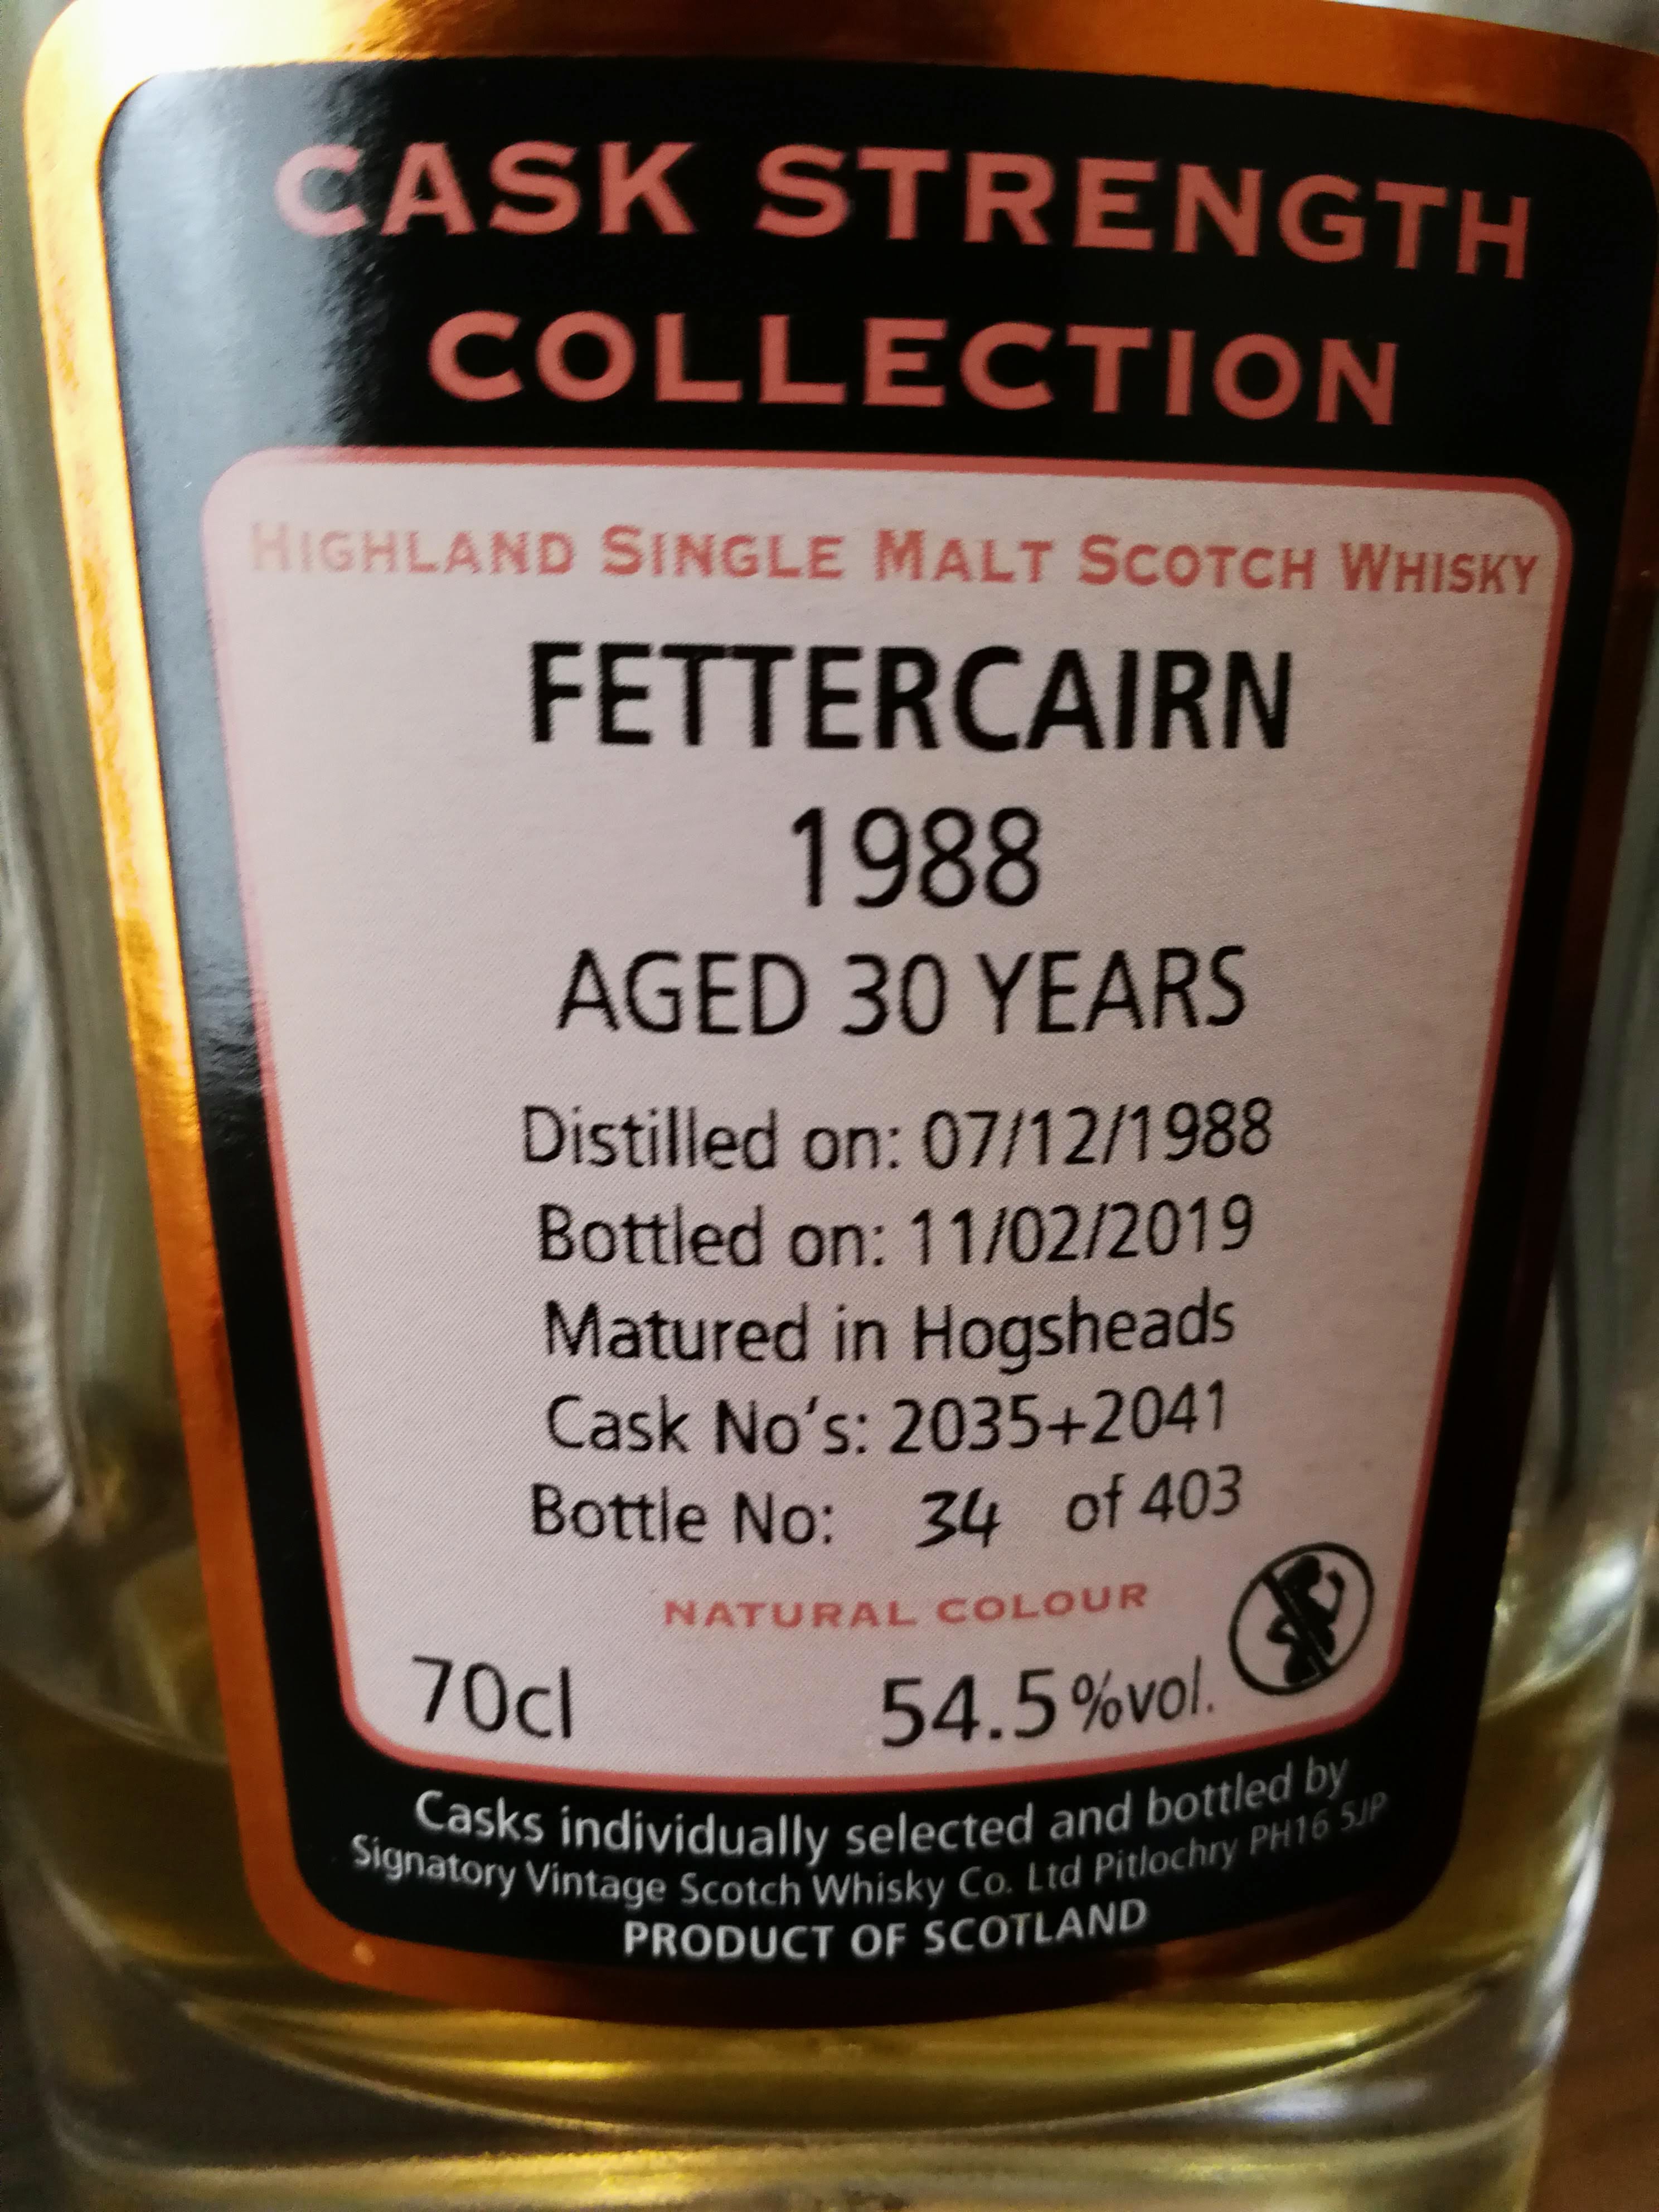 CASK STRENGTH
COLLECTION
HIGHLAND SINGLE MALT SCOTCH WHISKY
FETTERCAIRN
1988
AGED 30 YEARS
Distilled on: 07/12/1988
Bottled on: 11/02/2019
Matured in Hogsheads
Cask No's: 2035+2041
Bottle No: 34 of 403
NATURAL COLOUR
70cl 54.5%vol.
Casks individually selected and bottled by
Signatory Vintage Scotch Whisky Co. Ltd Pitlochry PH16 5JP
PRODUCT OF SCOTLAND